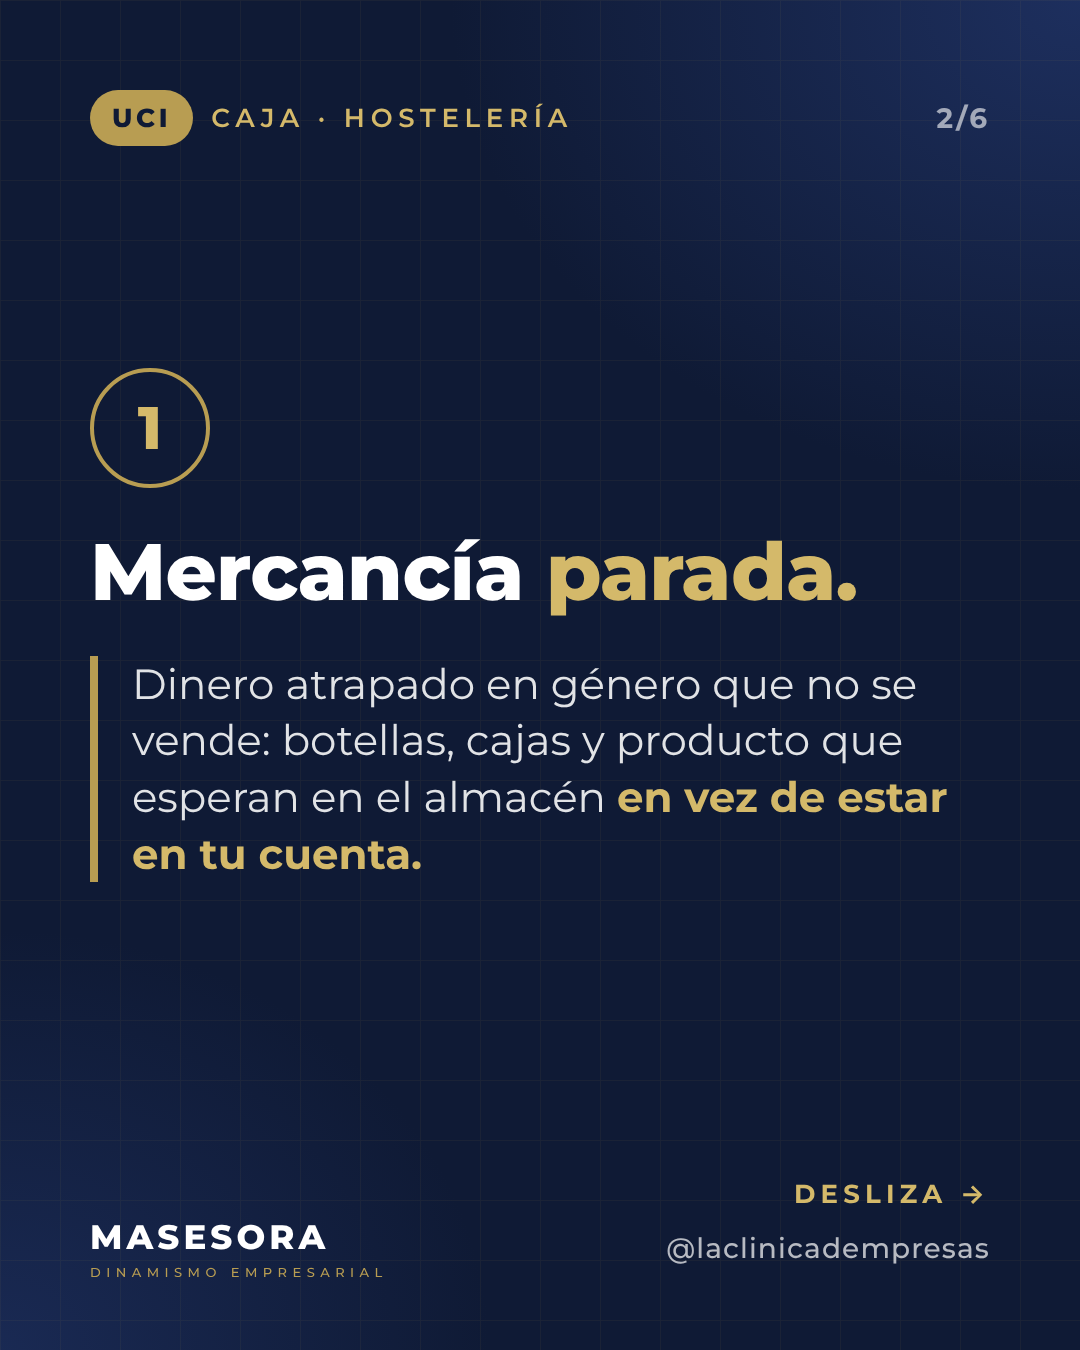 UCI CAJA · HOSTELERÍA 2/6
1
Mercancía parada.
Dinero atrapado en género que no se
vende: botellas, cajas y producto que
esperan en el almacén en vez de estar
en tu cuenta.
DESLIZA →
MASESORA
DINAMISMO EMPRESARIAL
@laclinicadempresas